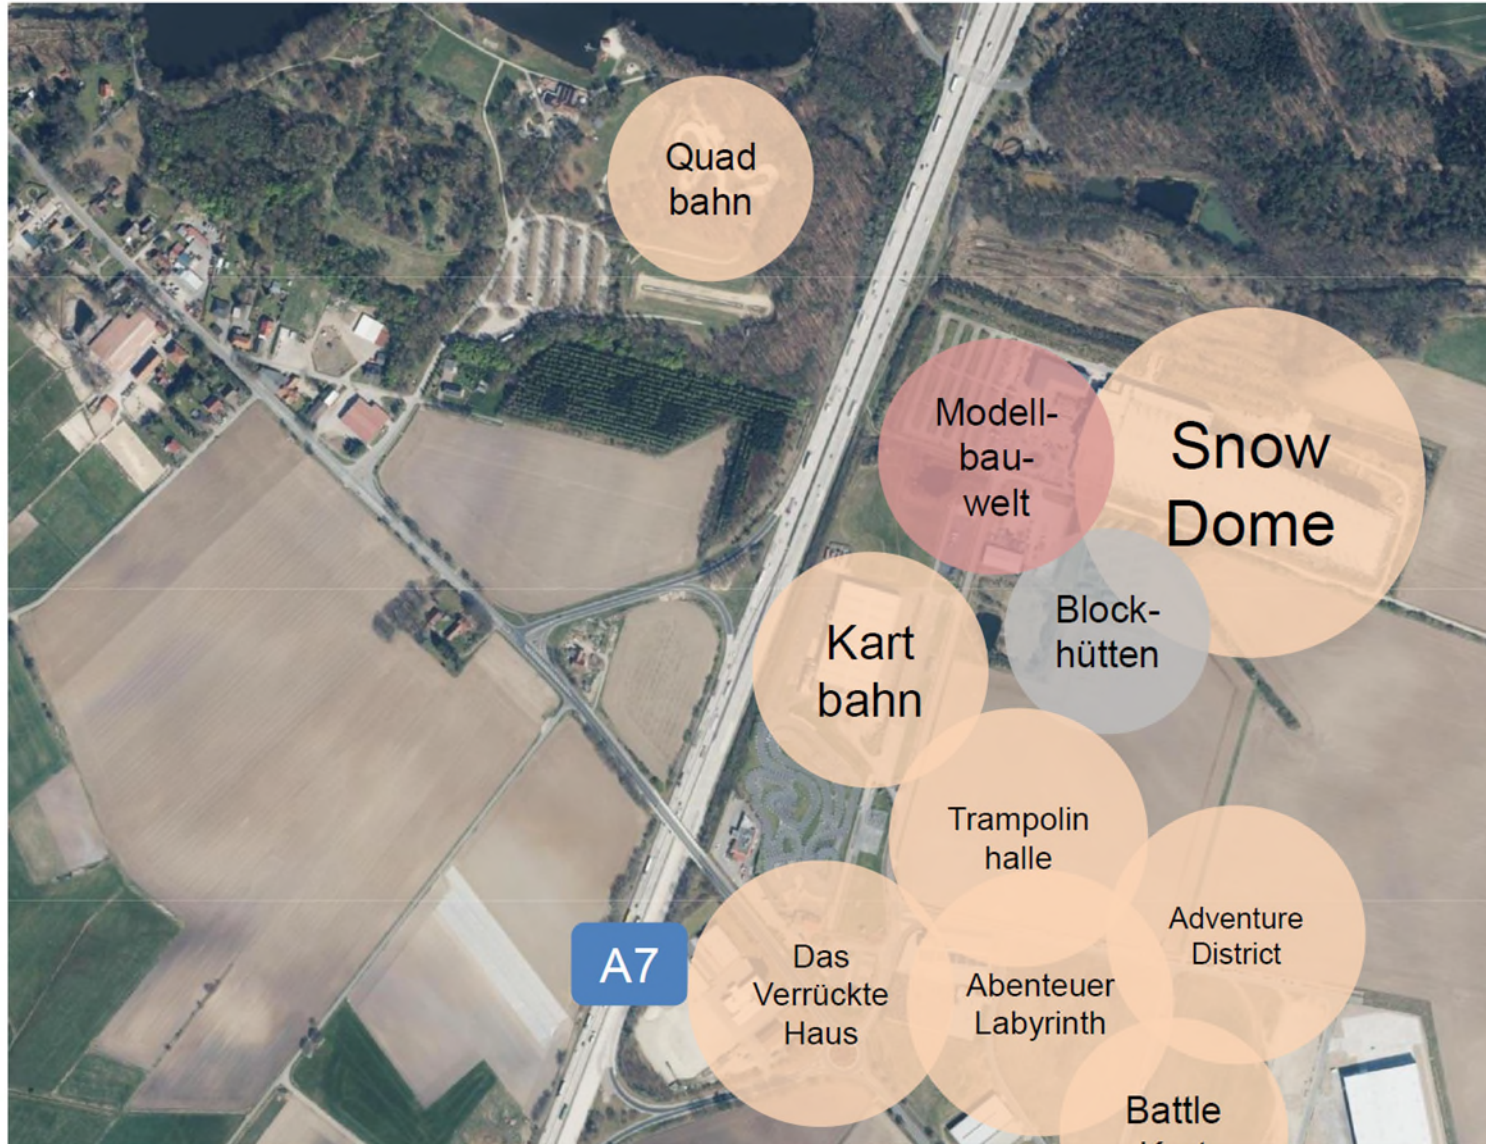 Quad
bahn
Modell-
bau-
welt
Snow
Dome
Block-
hütten
Kart
bahn
Trampolin
halle
Adventure
District
A7
Das
Verrückte
Haus
Abenteuer
Labyrinth
Battle